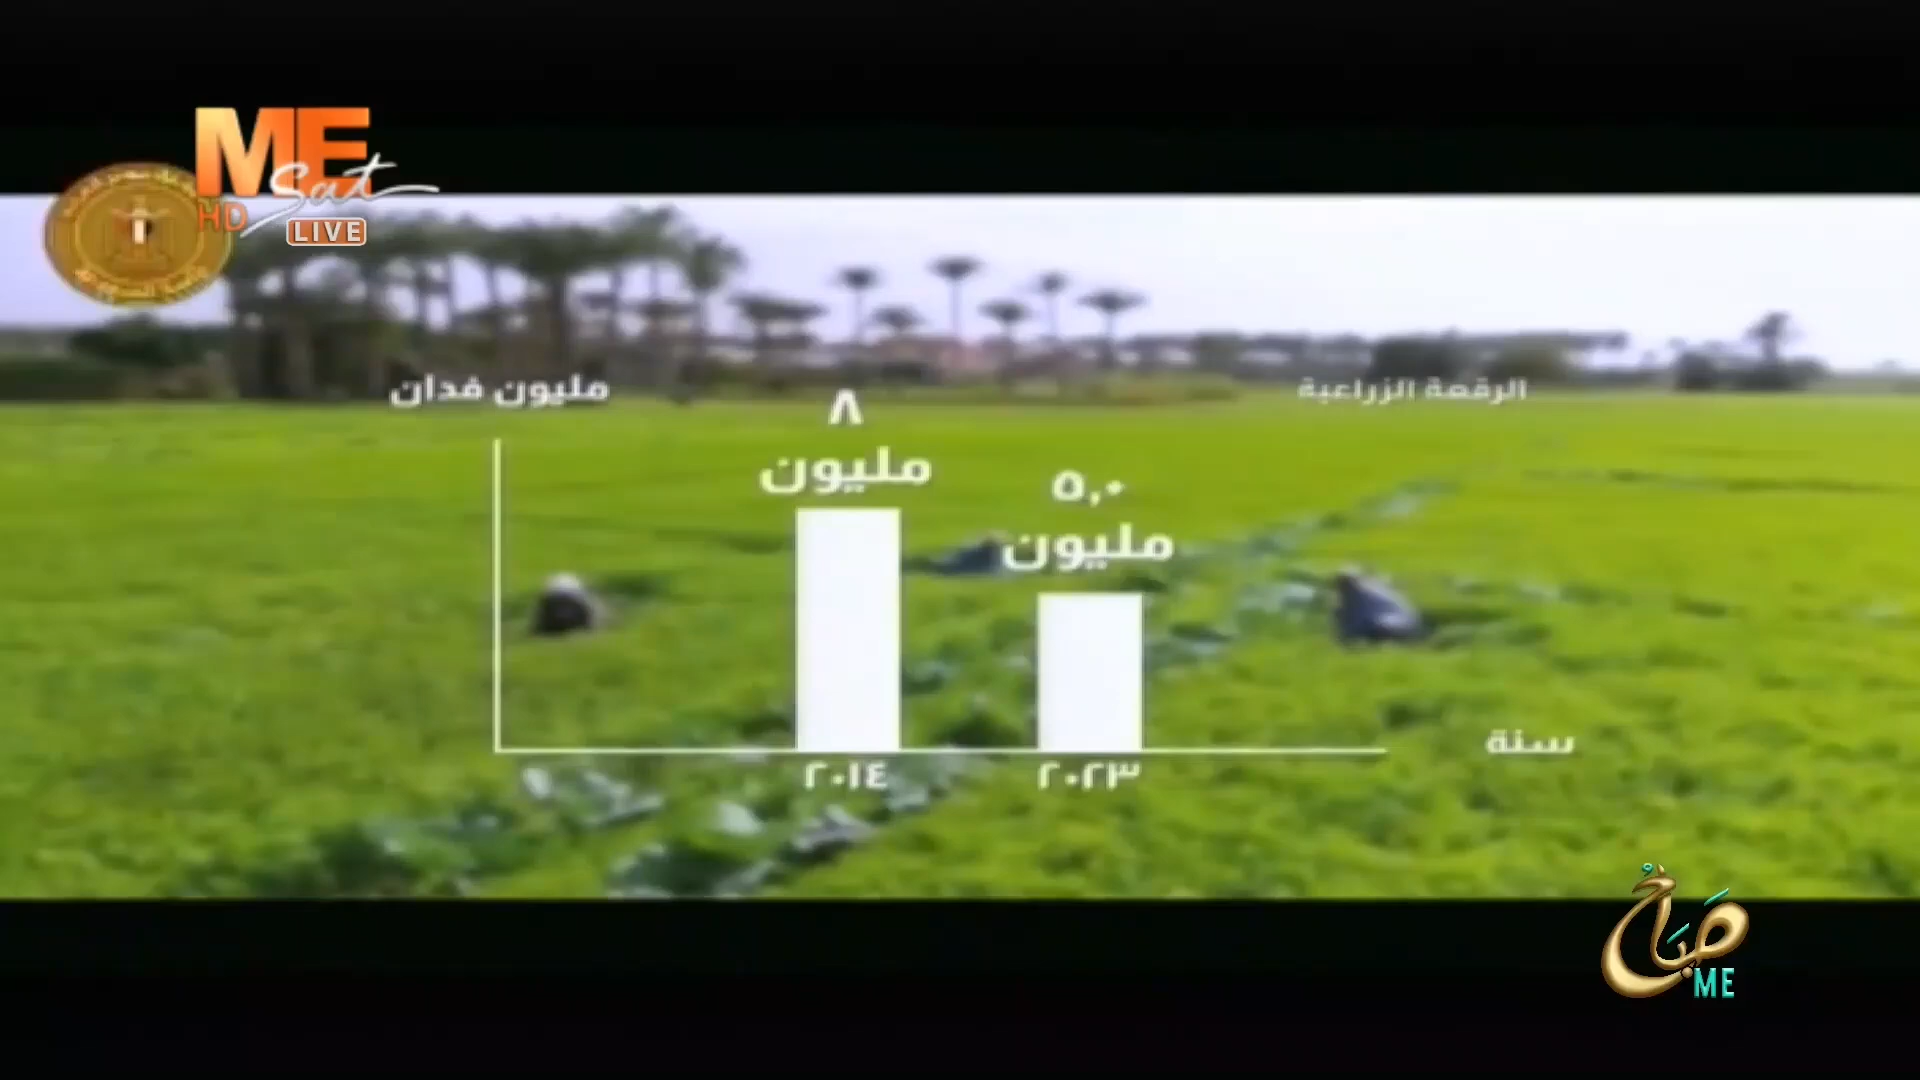 ME
Sat
HD
LIVE
مليون فدان
الرقعة الزراعية
٨
مليون
٥,٠
مليون
سنة
٢٠١٤
٢٠٢٣
صباح
ME